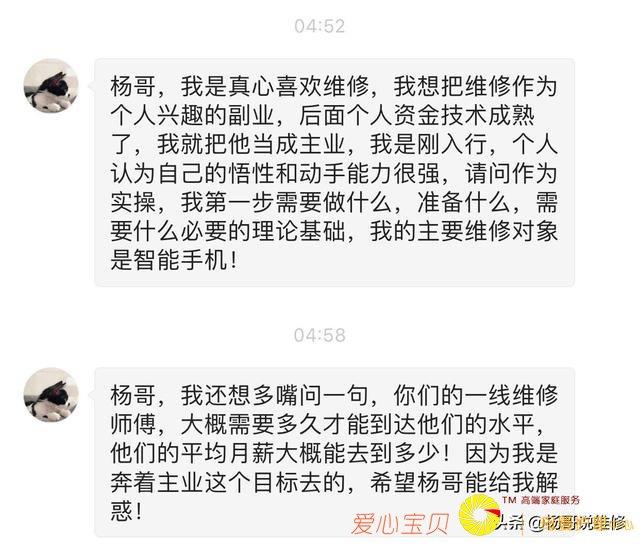 04:52
杨哥，我是真心喜欢维修，我想把维修作为
个人兴趣的副业，后面个人资金技术成熟
了，我就把他当成主业，我是刚入行，个人
认为自己的悟性和动手能力很强，请问作为
实操，我第一步需要做什么，准备什么，需
要什么必要的理论基础，我的主要维修对象
是智能手机！
04:58
杨哥，我还想多嘴问一句，你们的一线维修
师傅，大概需要多久才能到达他们的水平，
他们的平均月薪大概能去到多少！因为我是
奔着主业这个目标去的，希望杨哥能给我解
惑！
TM 高端家庭服务
爱心宝贝
头条@杨哥说维修